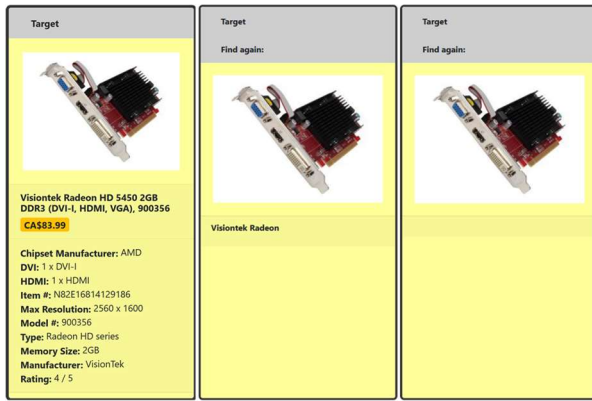 Target
Visiontek Radeon HD 5450 2GB
DDR3 (DVI-I, HDMI, VGA), 900356
CA$83.99
Chipset Manufacturer: AMD
DVI: 1 x DVI-I
HDMI: 1 x HDMI
Item #: N82E16814129186
Max Resolution: 2560 x 1600
Model #: 900356
Type: Radeon HD series
Memory Size: 2GB
Manufacturer: VisionTek
Rating: 4 / 5
Target
Find again:
Visiontek Radeon
Target
Find again: